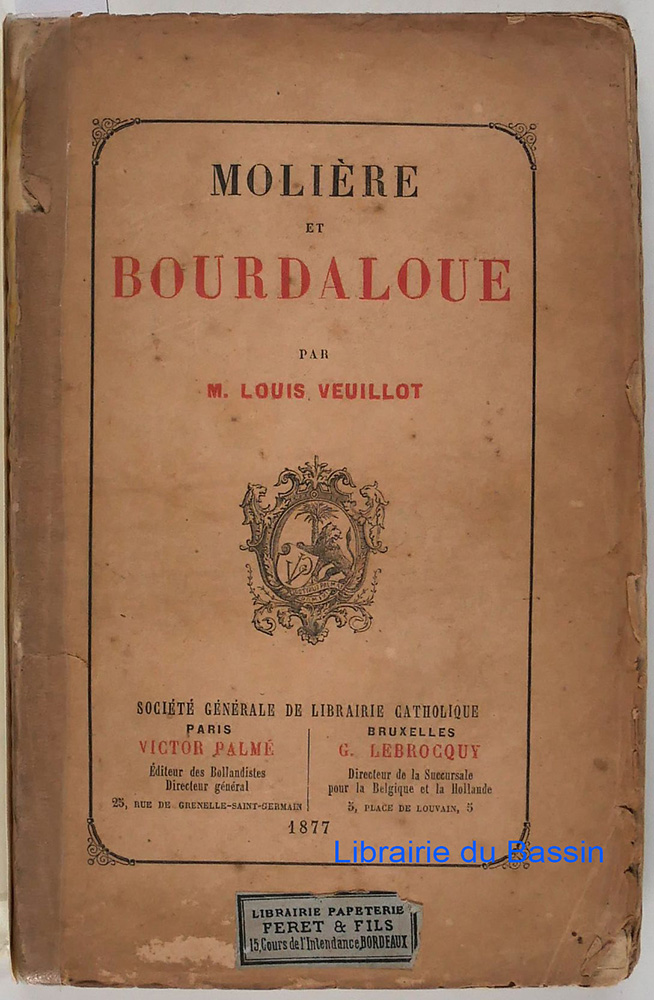 MOLIÈRE
ET
BOURDALOUE
PAR
M. LOUIS VEUILLOT
SOCIÉTÉ GÉNÉRALE DE LIBRAIRIE CATHOLIQUE
PARIS
VICTOR PALMÉ
Éditeur des Bollandistes
Directeur général
25, RUE DE GRENELLE-SAINT-GERMAIN
BRUXELLES
G. LEBROCQUY
Directeur de la Succursale
pour la Belgique et la Hollande
5, PLACE DE LOUVAIN, 5
1877
Librairie du Bassin
LIBRAIRIE PAPETERIE
FERET & FILS
15, Cours de l'Intendance, BORDEAUX